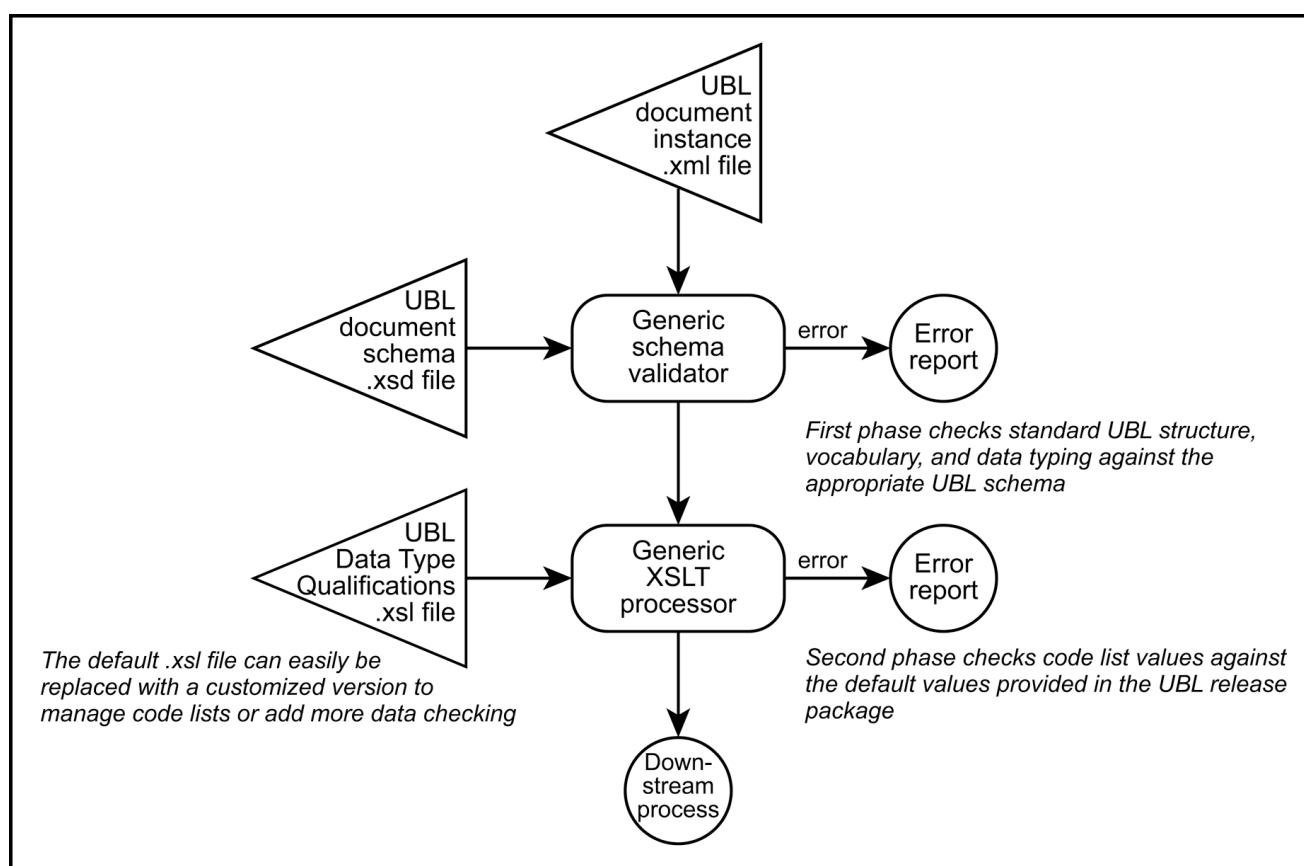 UBL
document
instance
.xml file
UBL
document
schema
.xsd file
Generic
schema
validator
error
Error
report
First phase checks standard UBL structure,
vocabulary, and data typing against the
appropriate UBL schema
UBL
Data Type
Qualifications
.xsl file
Generic
XSLT
processor
error
Error
report
The default .xsl file can easily be
replaced with a customized version to
manage code lists or add more data checking
Second phase checks code list values against
the default values provided in the UBL release
package
Down-
stream
process